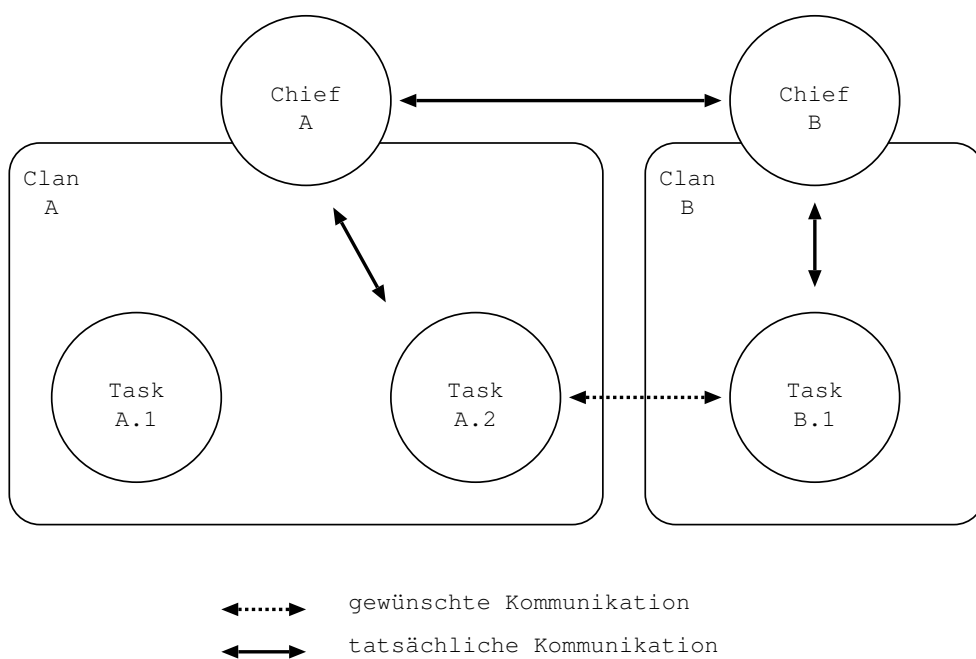 Chief
A
Chief
B
Clan
A
Clan
B
Task
A.1
Task
A.2
Task
B.1
gewünschte Kommunikation
tatsächliche Kommunikation